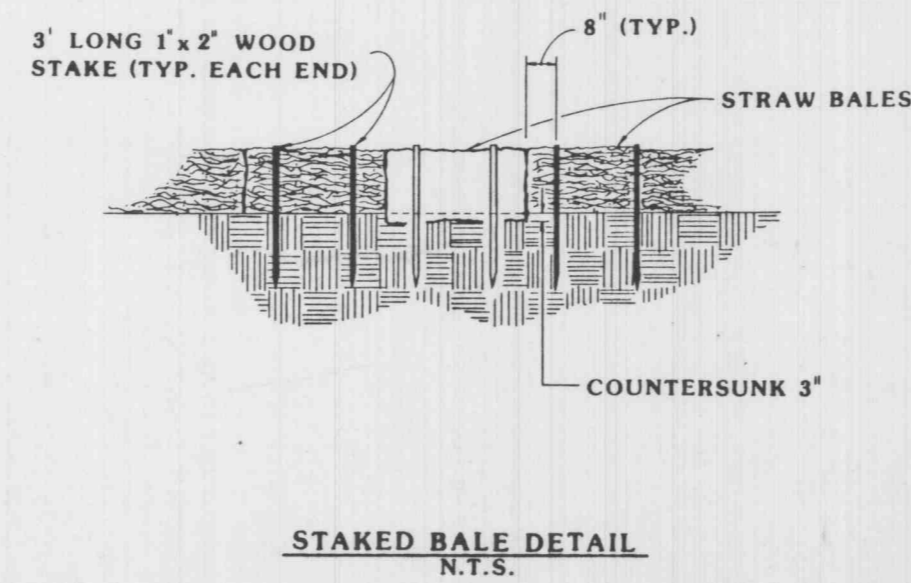 3' LONG 1" x 2" WOOD
STAKE (TYP. EACH END)
8" (TYP.)
STRAW BALES
COUNTERSUNK 3"
STAKED BALE DETAIL
N.T.S.